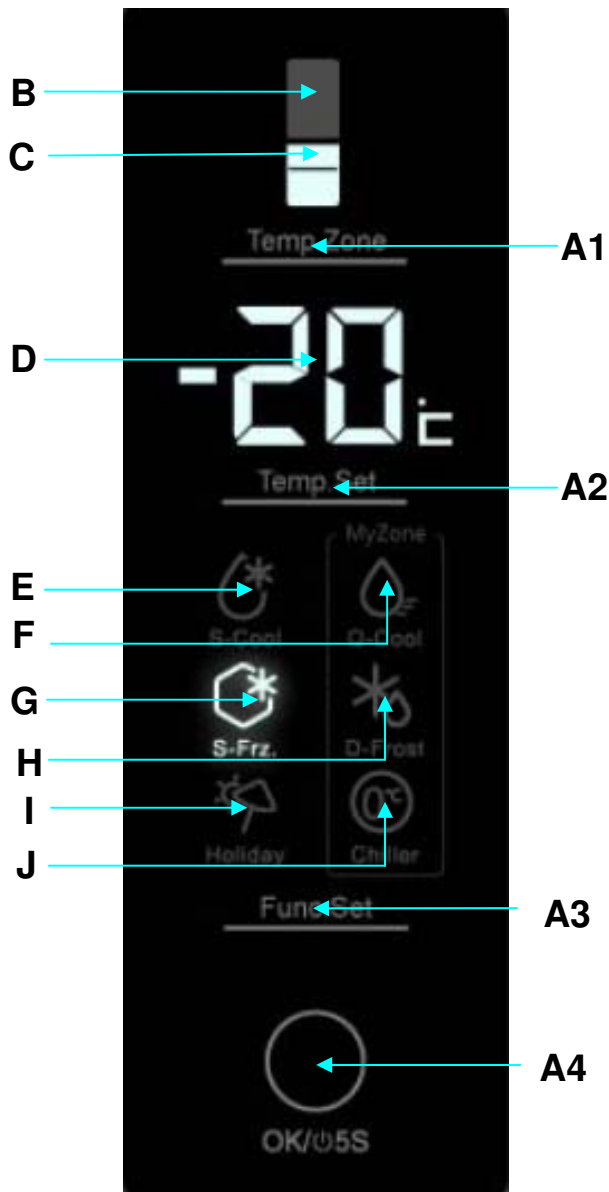 B
C
Temp.Zone A1
D -20 °C
Temp.Set A2
MyZone
E
F S-Cool Q-Cool
G
S-Frz. D-Frost
H
I
Holiday Chiller
J
Func.Set A3
0°C
A4
OK/⏻5S